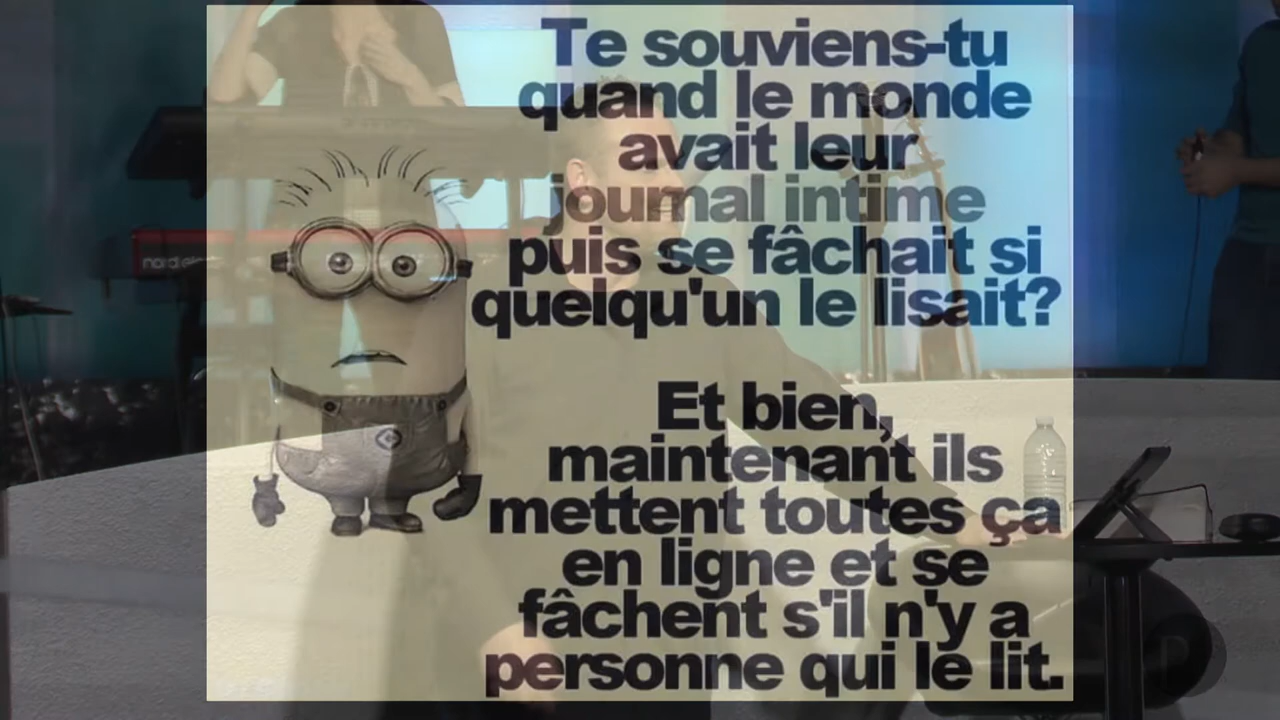 Te souviens-tu
quand le monde
avait leur
journal intime
puis se fâchait si
quelqu'un le lisait?
Et bien,
maintenant ils
mettent toutes ça
en ligne et se
fâchent s'il n'y a
personne qui le lit.
nord